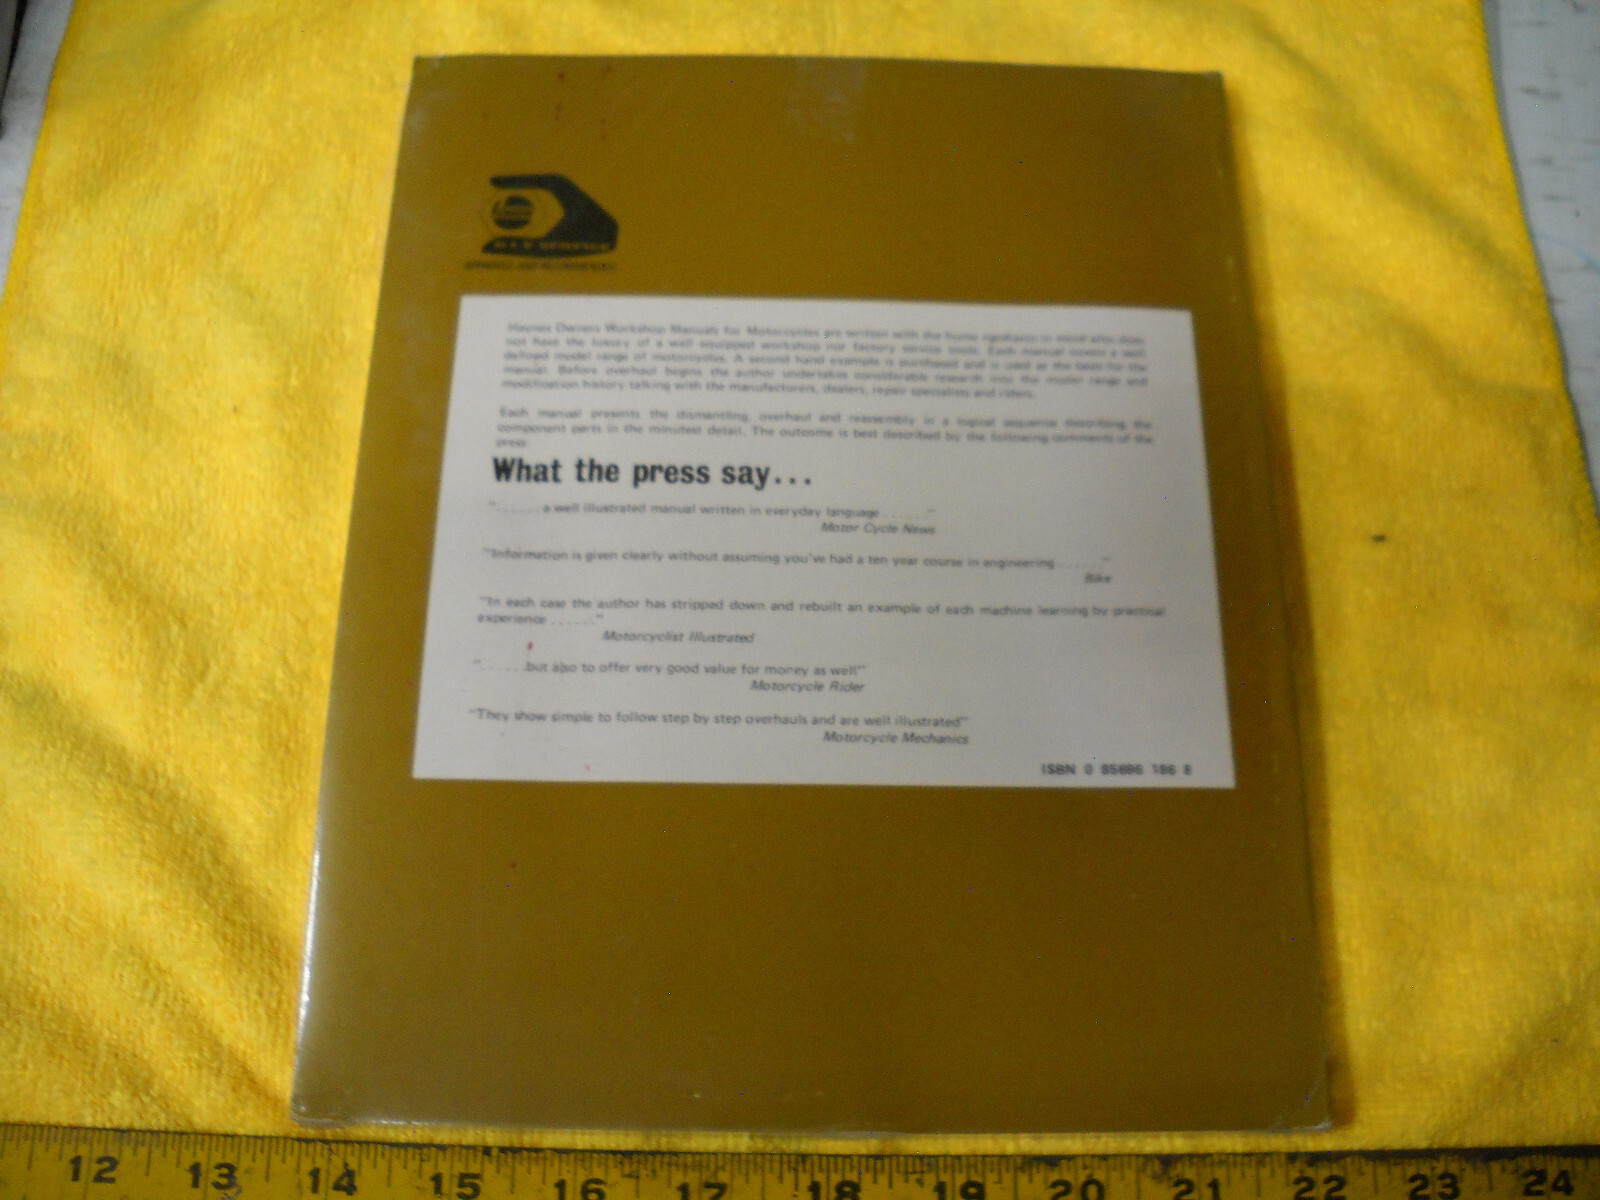 D.I.Y. SERVICE
Haynes Owners Workshop Manuals for Motorcycles are written with the home in mind who does
not have the luxury of a well equipped workshop nor factory service tools. Each manual covers a well
defined model range of motorcycles. A second hand example is purchased and is used as the basis for the
manual. Before overhaul begins the author undertakes considerable research into the model range and
modification history talking with the manufacturers, dealers, repair specialists and riders.
Each manual presents the dismantling, overhaul and reassembly in a logical sequence describing the
component parts in the minutest detail. The outcome is best described by the following comments of the
press:
What the press say...
"......a well illustrated manual written in everyday language ......"
Motor Cycle News
"Information is given clearly without assuming you've had a ten year course in engineering ......"
Bike
"In each case the author has stripped down and rebuilt an example of each machine learning by practical
experience ......"
Motorcyclist Illustrated
"......but also to offer very good value for money as well"
Motorcycle Rider
"They show simple to follow step by step overhauls and are well illustrated"
Motorcycle Mechanics
ISBN 0 85696 186 8
12 13 14 15 16 17 18 19 20 21 22 23 24